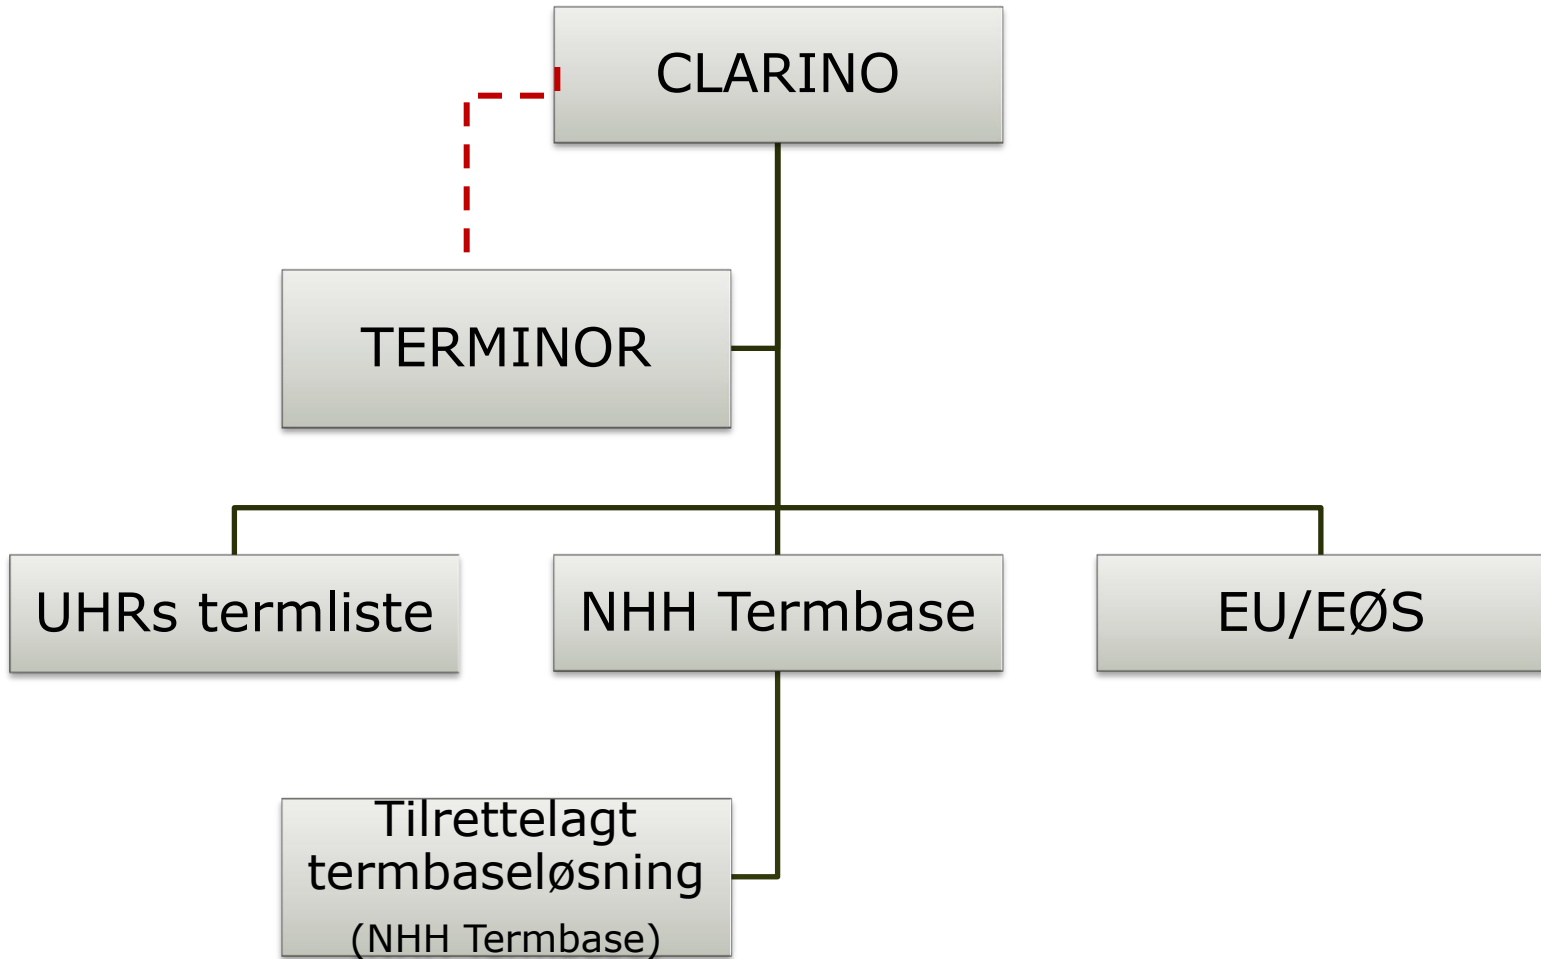 CLARINO
TERMINOR
UHRs termliste
NHH Termbase
EU/EØS
Tilrettelagt
termbaseløsning
(NHH Termbase)